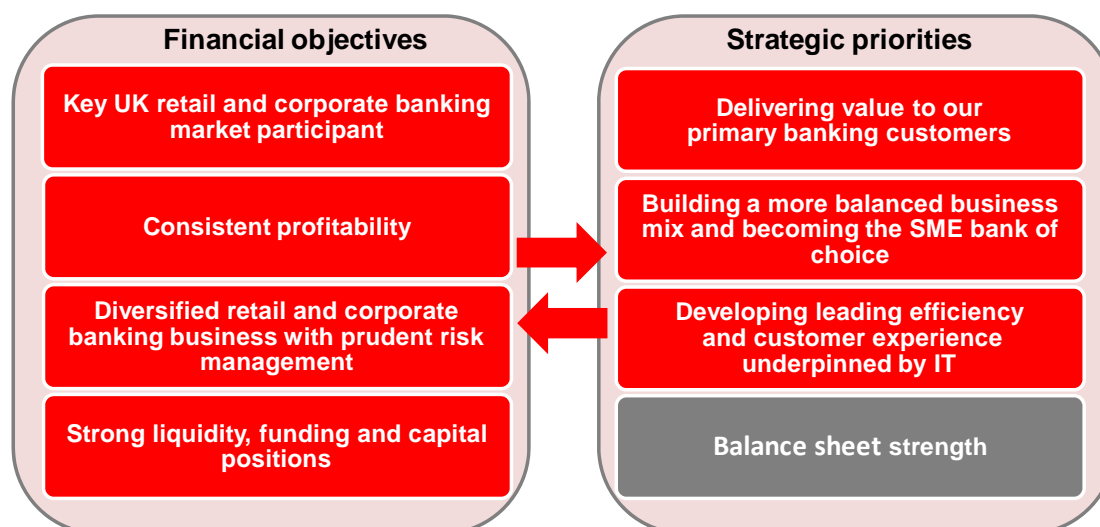 Financial objectives
Key UK retail and corporate banking
market participant
Consistent profitability
Diversified retail and corporate
banking business with prudent risk
management
Strong liquidity, funding and capital
positions
Strategic priorities
Delivering value to our
primary banking customers
Building a more balanced business
mix and becoming the SME bank of
choice
Developing leading efficiency
and customer experience
underpinned by IT
Balance sheet strength